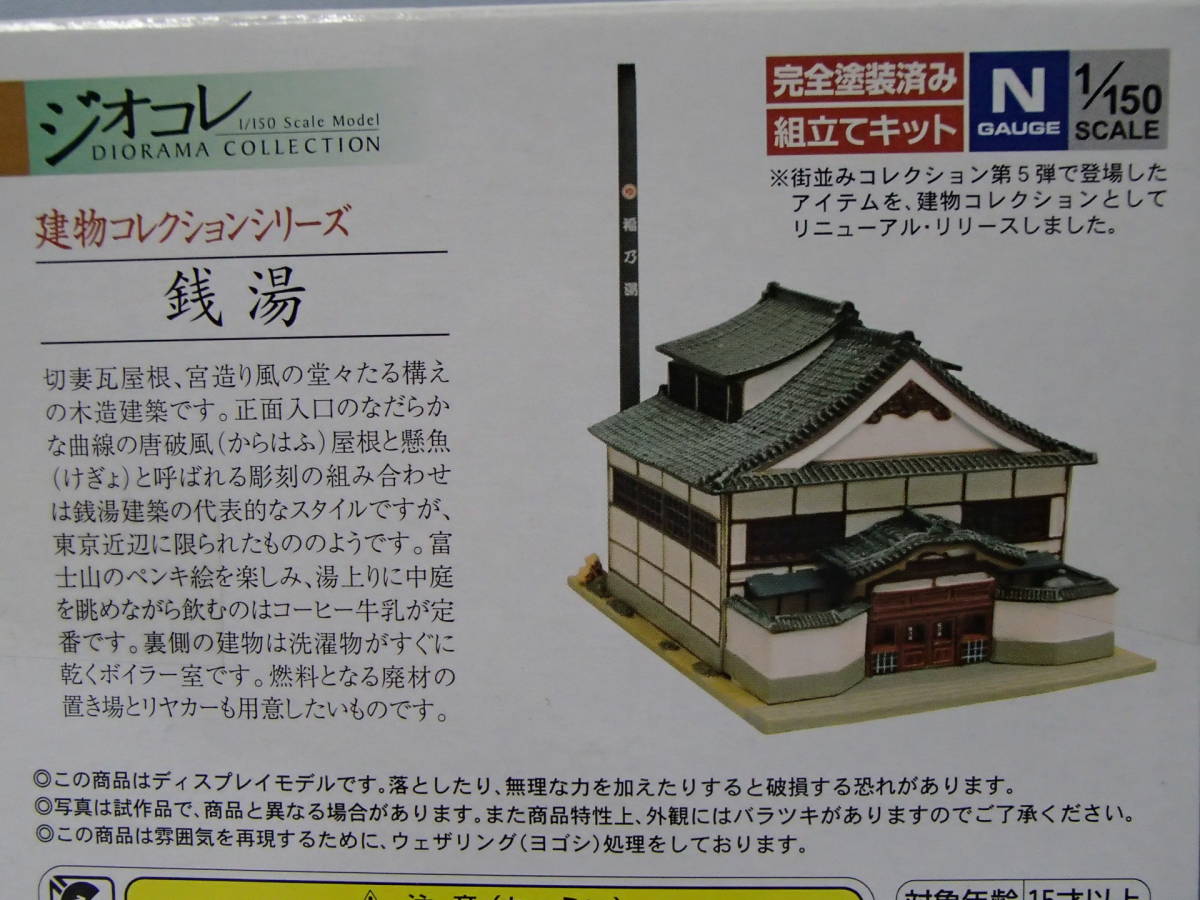 ジオコレ
1/150 Scale Model
DIORAMA COLLECTION
完全塗装済み
組立てキット
N
GAUGE
1/150
SCALE
※街並みコレクション第5弾で登場した
アイテムを、建物コレクションとして
リニューアル・リリースしました。
建物コレクションシリーズ
銭湯
切妻瓦屋根、宮造り風の堂々たる構え
の木造建築です。正面入口のなだらか
な曲線の唐破風(からはふ)屋根と懸魚
(けぎょ)と呼ばれる彫刻の組み合わせ
は銭湯建築の代表的なスタイルですが、
東京近辺に限られたもののようです。富
士山のペンキ絵を楽しみ、湯上りに中庭
を眺めながら飲むのはコーヒー牛乳が定
番です。裏側の建物は洗濯物がすぐに
乾くボイラー室です。燃料となる廃材の
置き場とリヤカーも用意したいものです。
ゆ
稲乃湯
◎この商品はディスプレイモデルです。落としたり、無理な力を加えたりすると破損する恐れがあります。
◎写真は試作品で、商品と異なる場合があります。また商品特性上、外観にはバラツキがありますのでご了承ください。
◎この商品は雰囲気を再現するために、ウェザリング(ヨゴシ)処理をしております。
対象年齢 15才以上